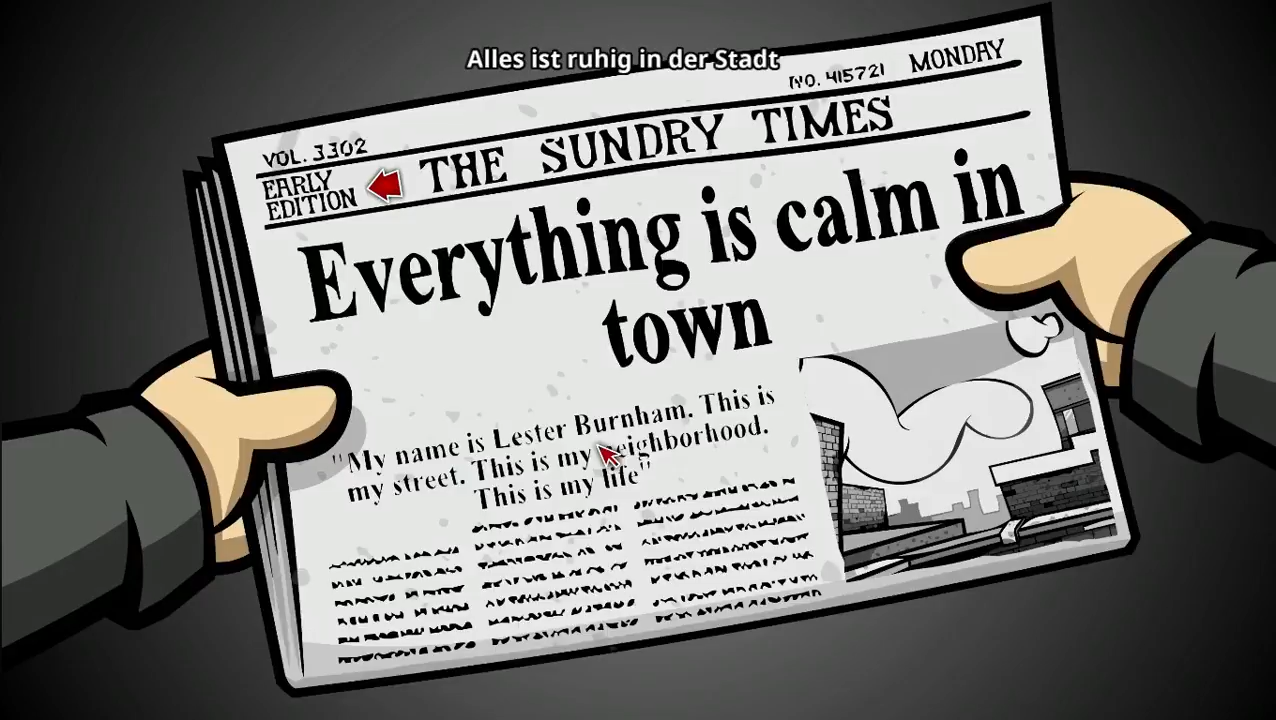 Alles ist ruhig in der Stadt
NO. 415721 MONDAY
VOL. 3302
EARLY
EDITION
THE SUNDRY TIMES
Everything is calm in
town
"My name is Lester Burnham. This is
my street. This is my neighborhood.
This is my life"